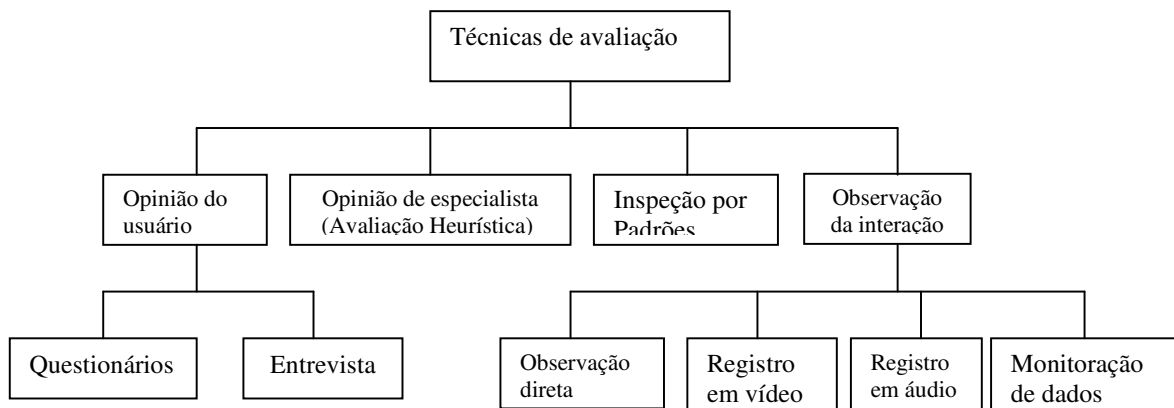 Técnicas de avaliação
Opinião do
usuário
Opinião de especialista
(Avaliação Heurística)
Inspeção por
Padrões
Observação
da interação
Questionários
Entrevista
Observação
direta
Registro
em vídeo
Registro
em áudio
Monitoração
de dados